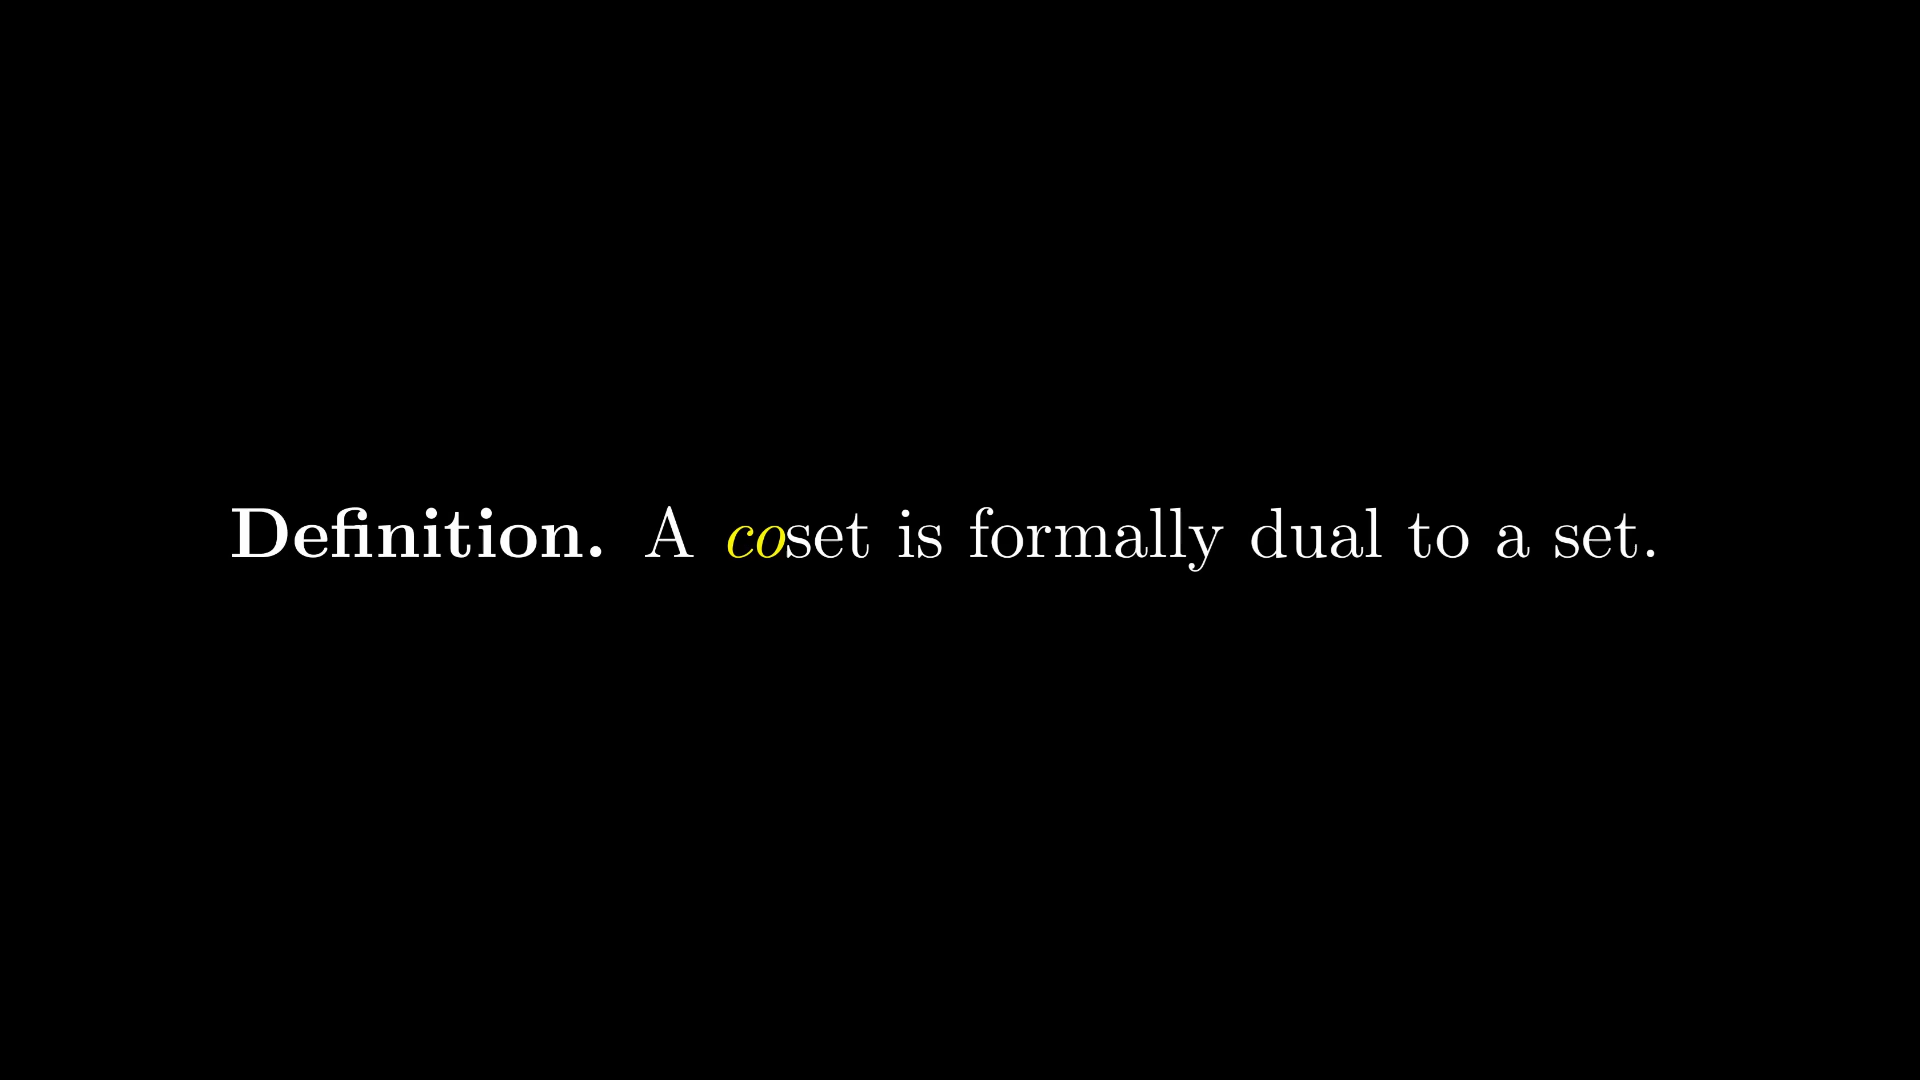 Definition. A coset is formally dual to a set.